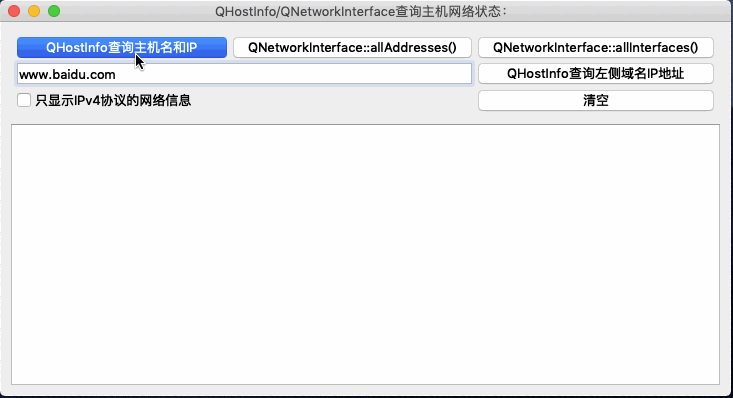 QHostInfo/QNetworkInterface查询主机网络状态：
QHostInfo查询主机名和IP
QNetworkInterface::allAddresses()
QNetworkInterface::allInterfaces()
www.baidu.com
QHostInfo查询左侧域名IP地址
只显示IPv4协议的网络信息
清空